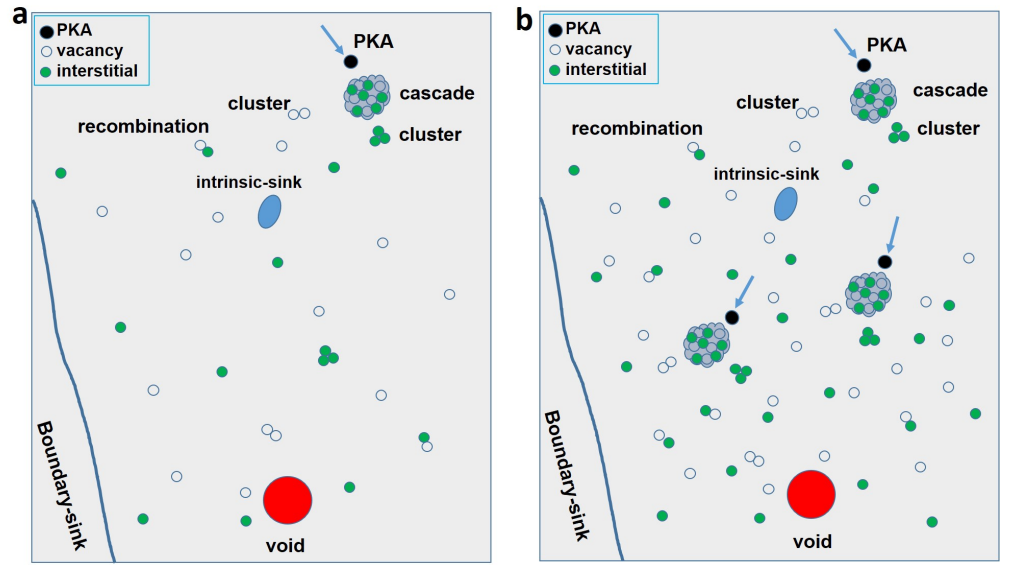 a
PKA
vacancy
interstitial
PKA
cascade
cluster
cluster
recombination
intrinsic-sink
Boundary-sink
void
b
PKA
vacancy
interstitial
PKA
cascade
cluster
cluster
recombination
intrinsic-sink
Boundary-sink
void